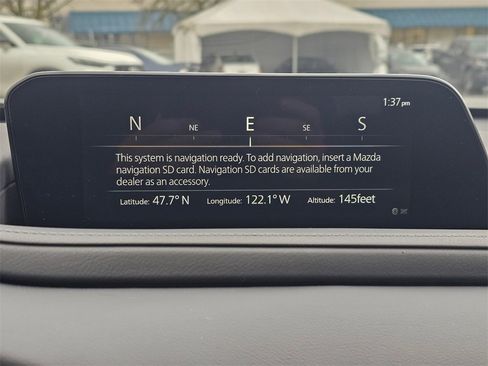 1:37pm
N NE E SE S
This system is navigation ready. To add navigation, insert a Mazda
navigation SD card. Navigation SD cards are available from your
dealer as an accessory.
Latitude: 47.7° N Longitude: 122.1° W Altitude: 145feet